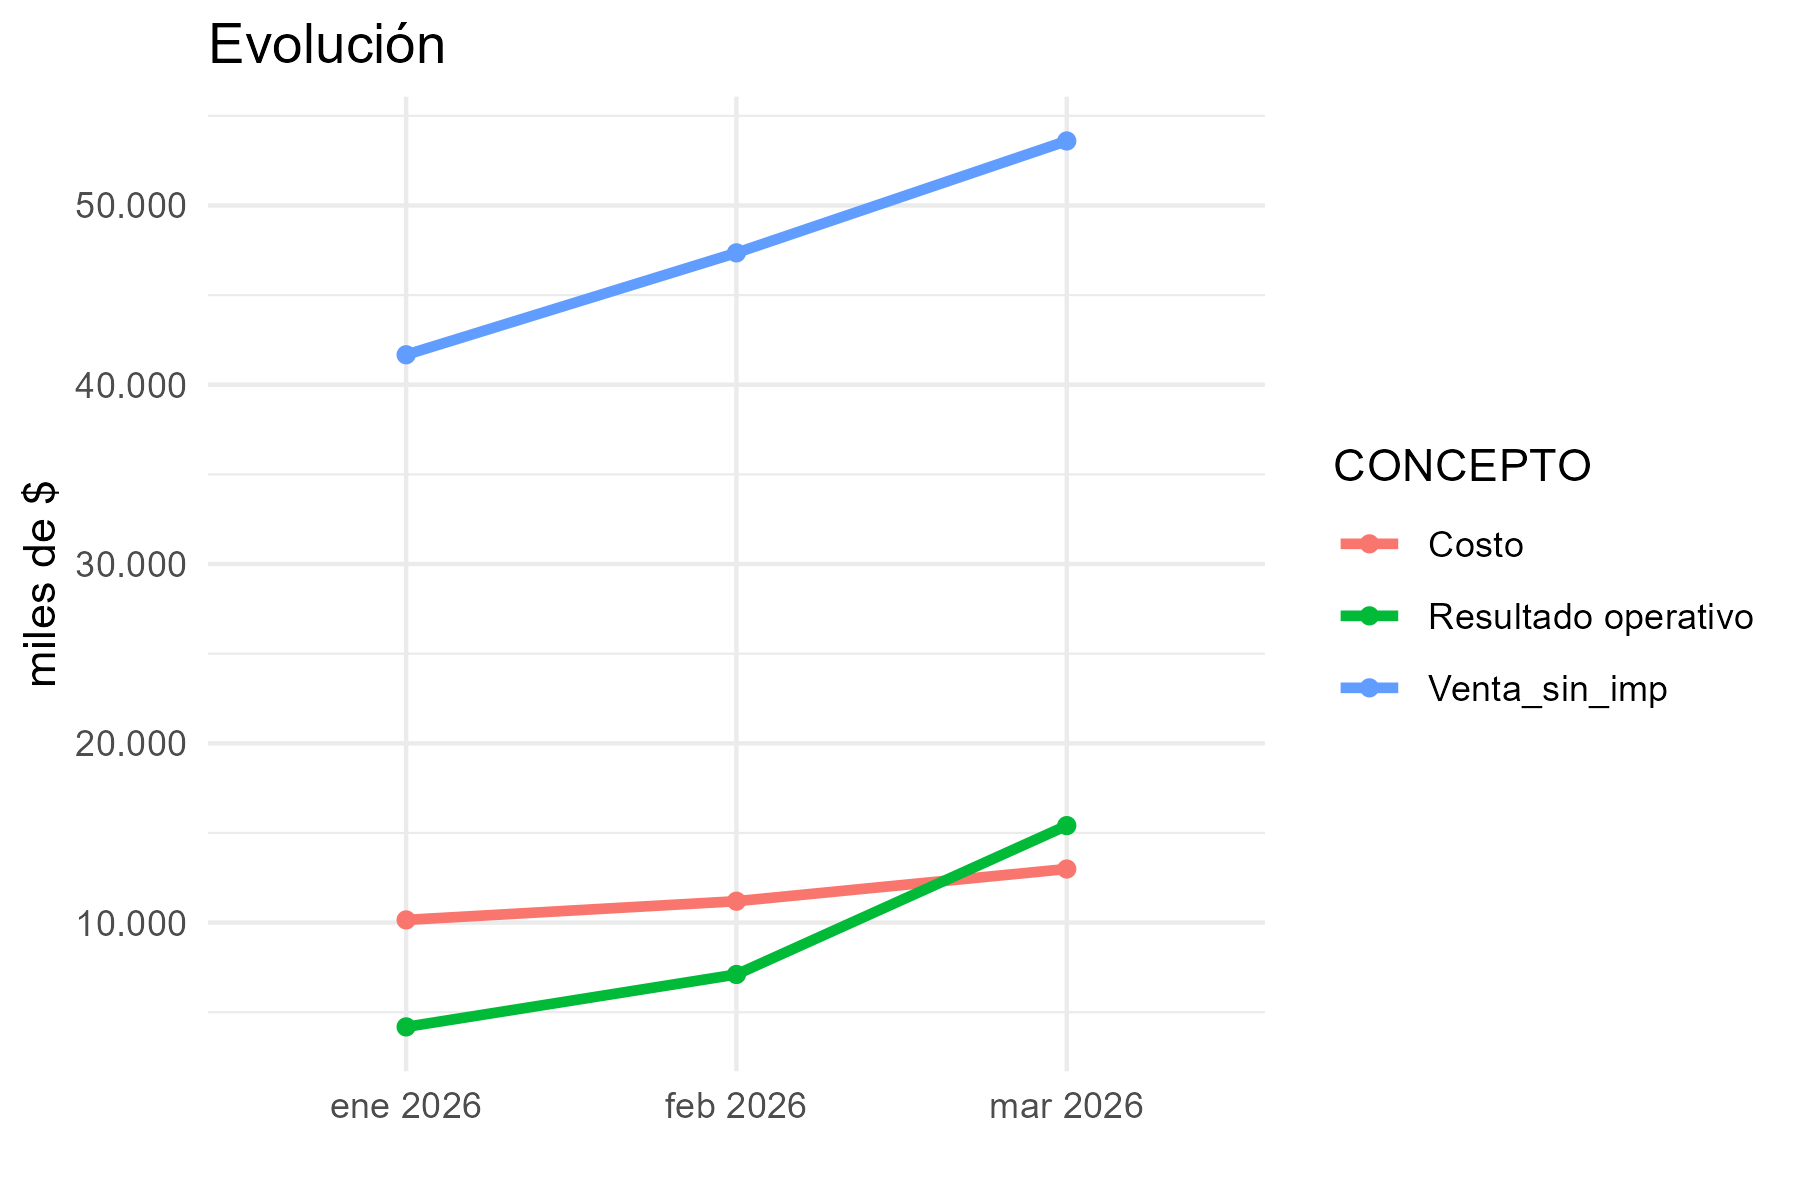 Evolución
miles de $
50.000
40.000
30.000
20.000
10.000
ene 2026
feb 2026
mar 2026
CONCEPTO
Costo
Resultado operativo
Venta_sin_imp